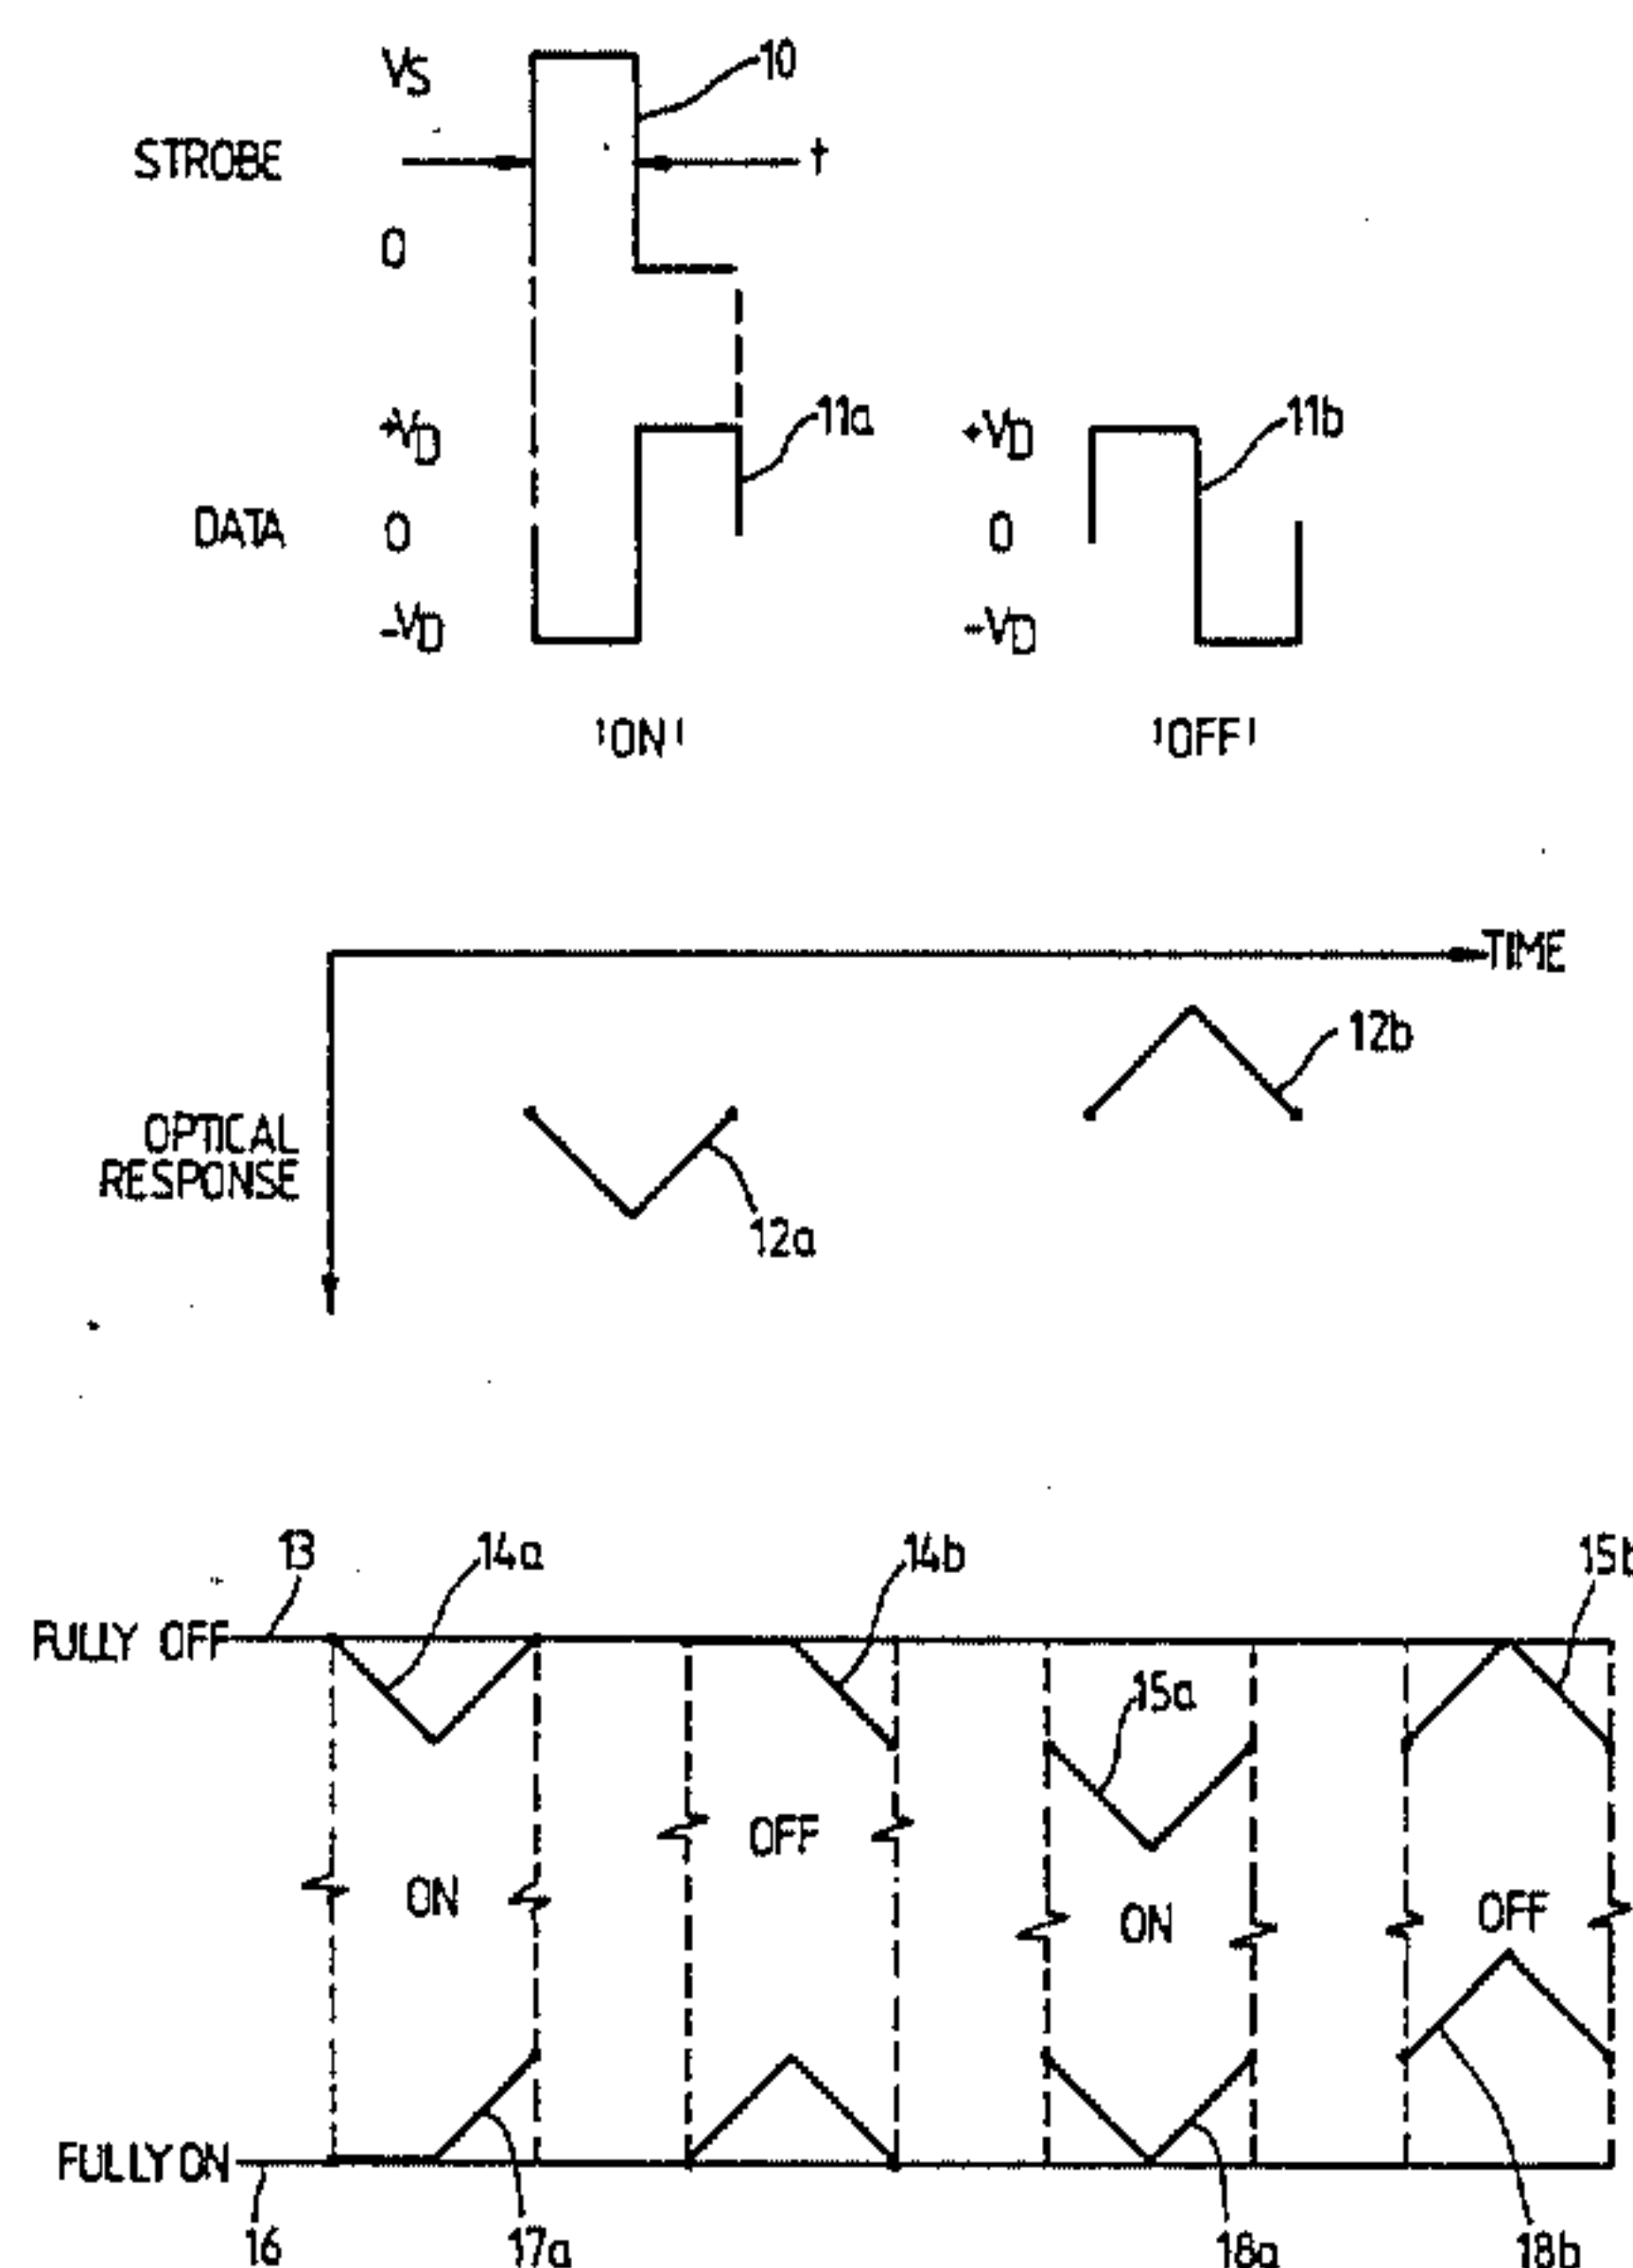 VS
10
STROBE
t
0
+VD
11a
+VD
11b
DATA
0
0
-VD
-VD
'ON'
'OFF'
TIME
12b
OPTICAL
RESPONSE
12a
13
14a
14b
15b
FULLY OFF
15a
OFF
ON
ON
OFF
FULLY ON
16
17a
18a
18b